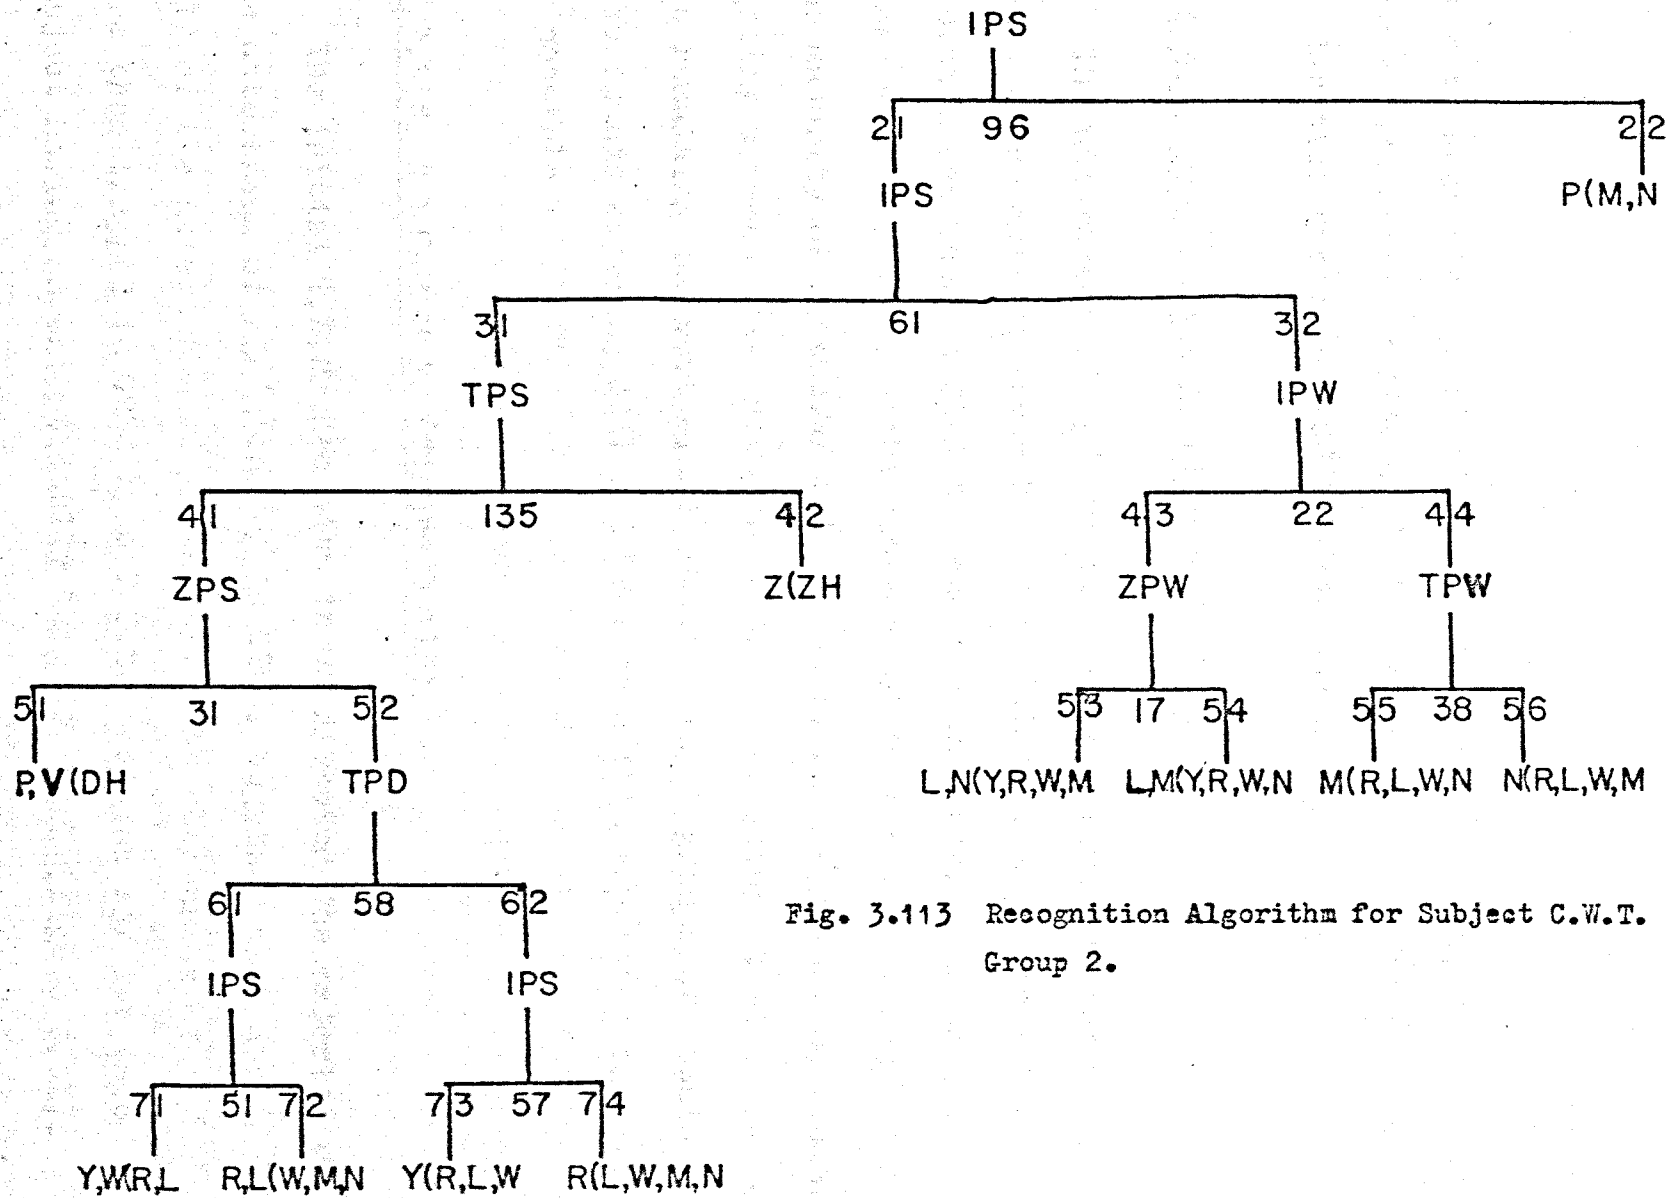 IPS
21 96 22
IPS P(M,N
31 61 32
TPS IPW
41 135 42 43 22 44
ZPS Z(ZH ZPW TPW
51 31 52 53 17 54 55 38 56
P,V(DH TPD L,N(Y,R,W,M L,M(Y,R,W,N M(R,L,W,N N(R,L,W,M
61 58 62
Fig. 3.113 Recognition Algorithm for Subject C.W.T.
Group 2.
IPS IPS
71 51 72 73 57 74
Y,W(R,L R,L(W,M,N Y(R,L,W R(L,W,M,N